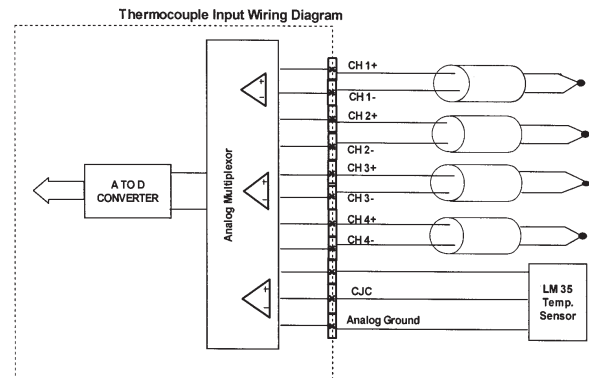 Thermocouple Input Wiring Diagram
CH 1+
CH 1-
CH 2+
CH 2-
CH 3+
CH 3-
CH 4+
CH 4-
CJC
Analog Ground
A TO D
CONVERTER
Analog Multiplexor
+
-
+
-
+
-
LM 35
Temp.
Sensor